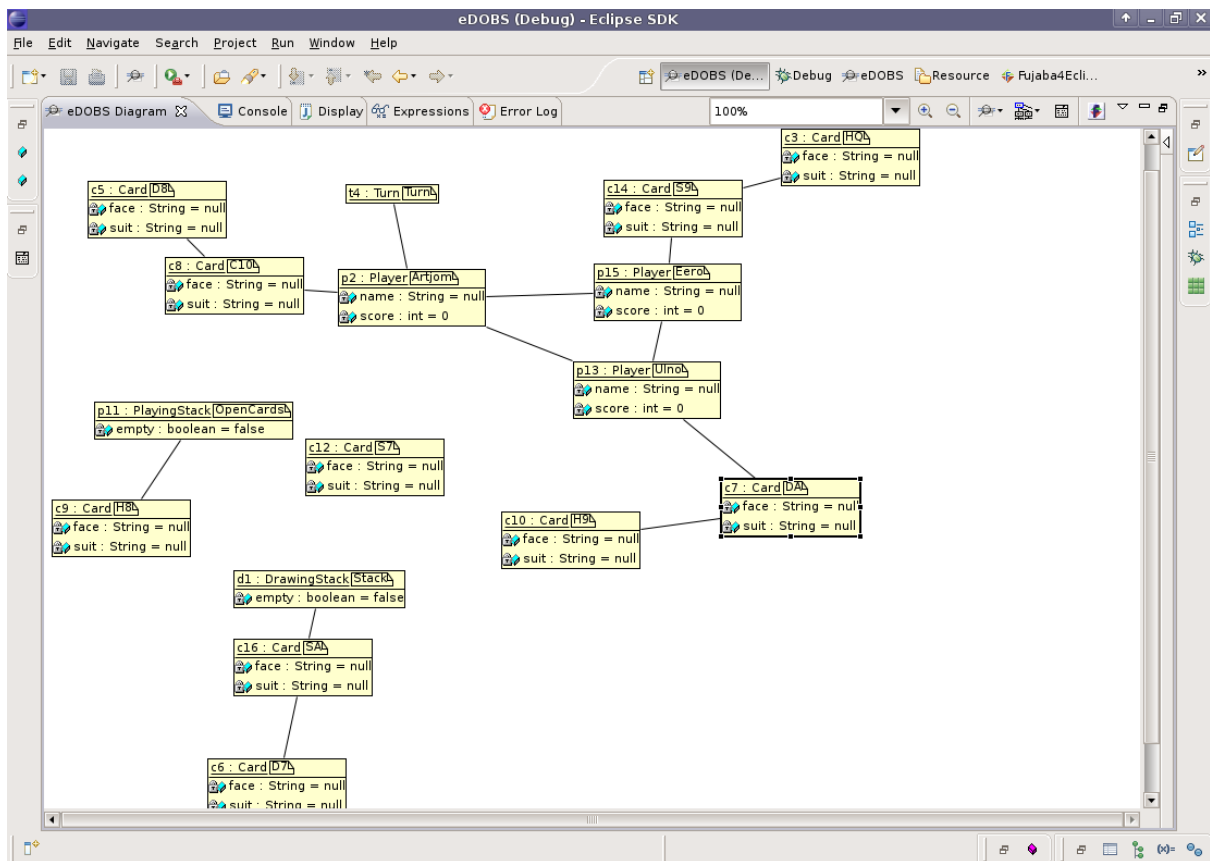 eDOBS (Debug) - Eclipse SDK
File Edit Navigate Search Project Run Window Help
eDOBS (De... Debug eDOBS Resource Fujaba4Ecli... »
eDOBS Diagram Console Display Expressions Error Log 100%
c3 : Card HQ
face : String = null
suit : String = null
c5 : Card D8
face : String = null
suit : String = null
t4 : Turn Turn
c14 : Card S9
face : String = null
suit : String = null
c8 : Card C10
face : String = null
suit : String = null
p2 : Player Artjom
name : String = null
score : int = 0
p15 : Player Eero
name : String = null
score : int = 0
p13 : Player Ulno
name : String = null
score : int = 0
p11 : PlayingStack OpenCards
empty : boolean = false
c12 : Card S7
face : String = null
suit : String = null
c7 : Card DA
face : String = nul
suit : String = null
c9 : Card H8
face : String = null
suit : String = null
c10 : Card H9
face : String = null
suit : String = null
d1 : DrawingStack Stack
empty : boolean = false
c16 : Card SA
face : String = null
suit : String = null
c6 : Card D7
face : String = null
suit : String = null
(x)=